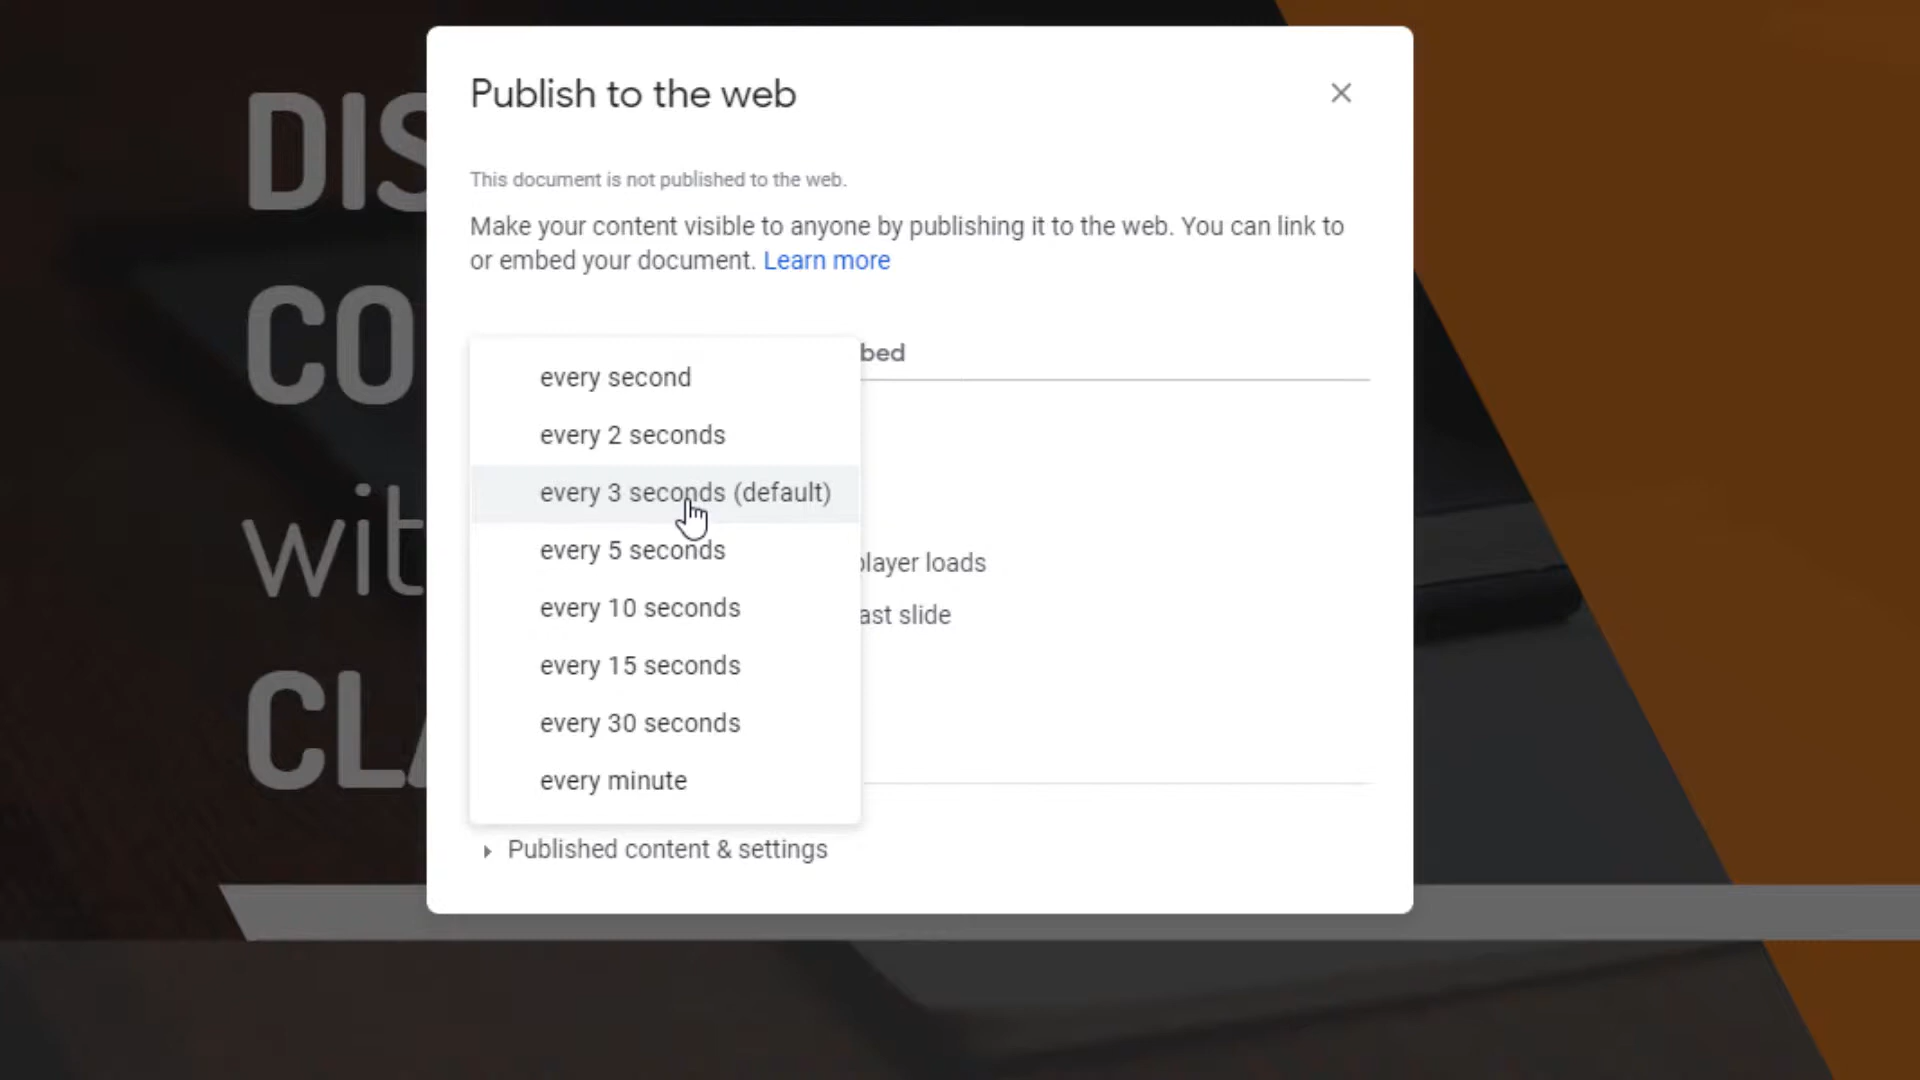 Publish to the web
This document is not published to the web.
Make your content visible to anyone by publishing it to the web. You can link to
or embed your document. Learn more
bed
every second
every 2 seconds
every 3 seconds (default)
every 5 seconds
player loads
every 10 seconds
ast slide
every 15 seconds
every 30 seconds
every minute
Published content & settings
DIS
CO
wit
CLA